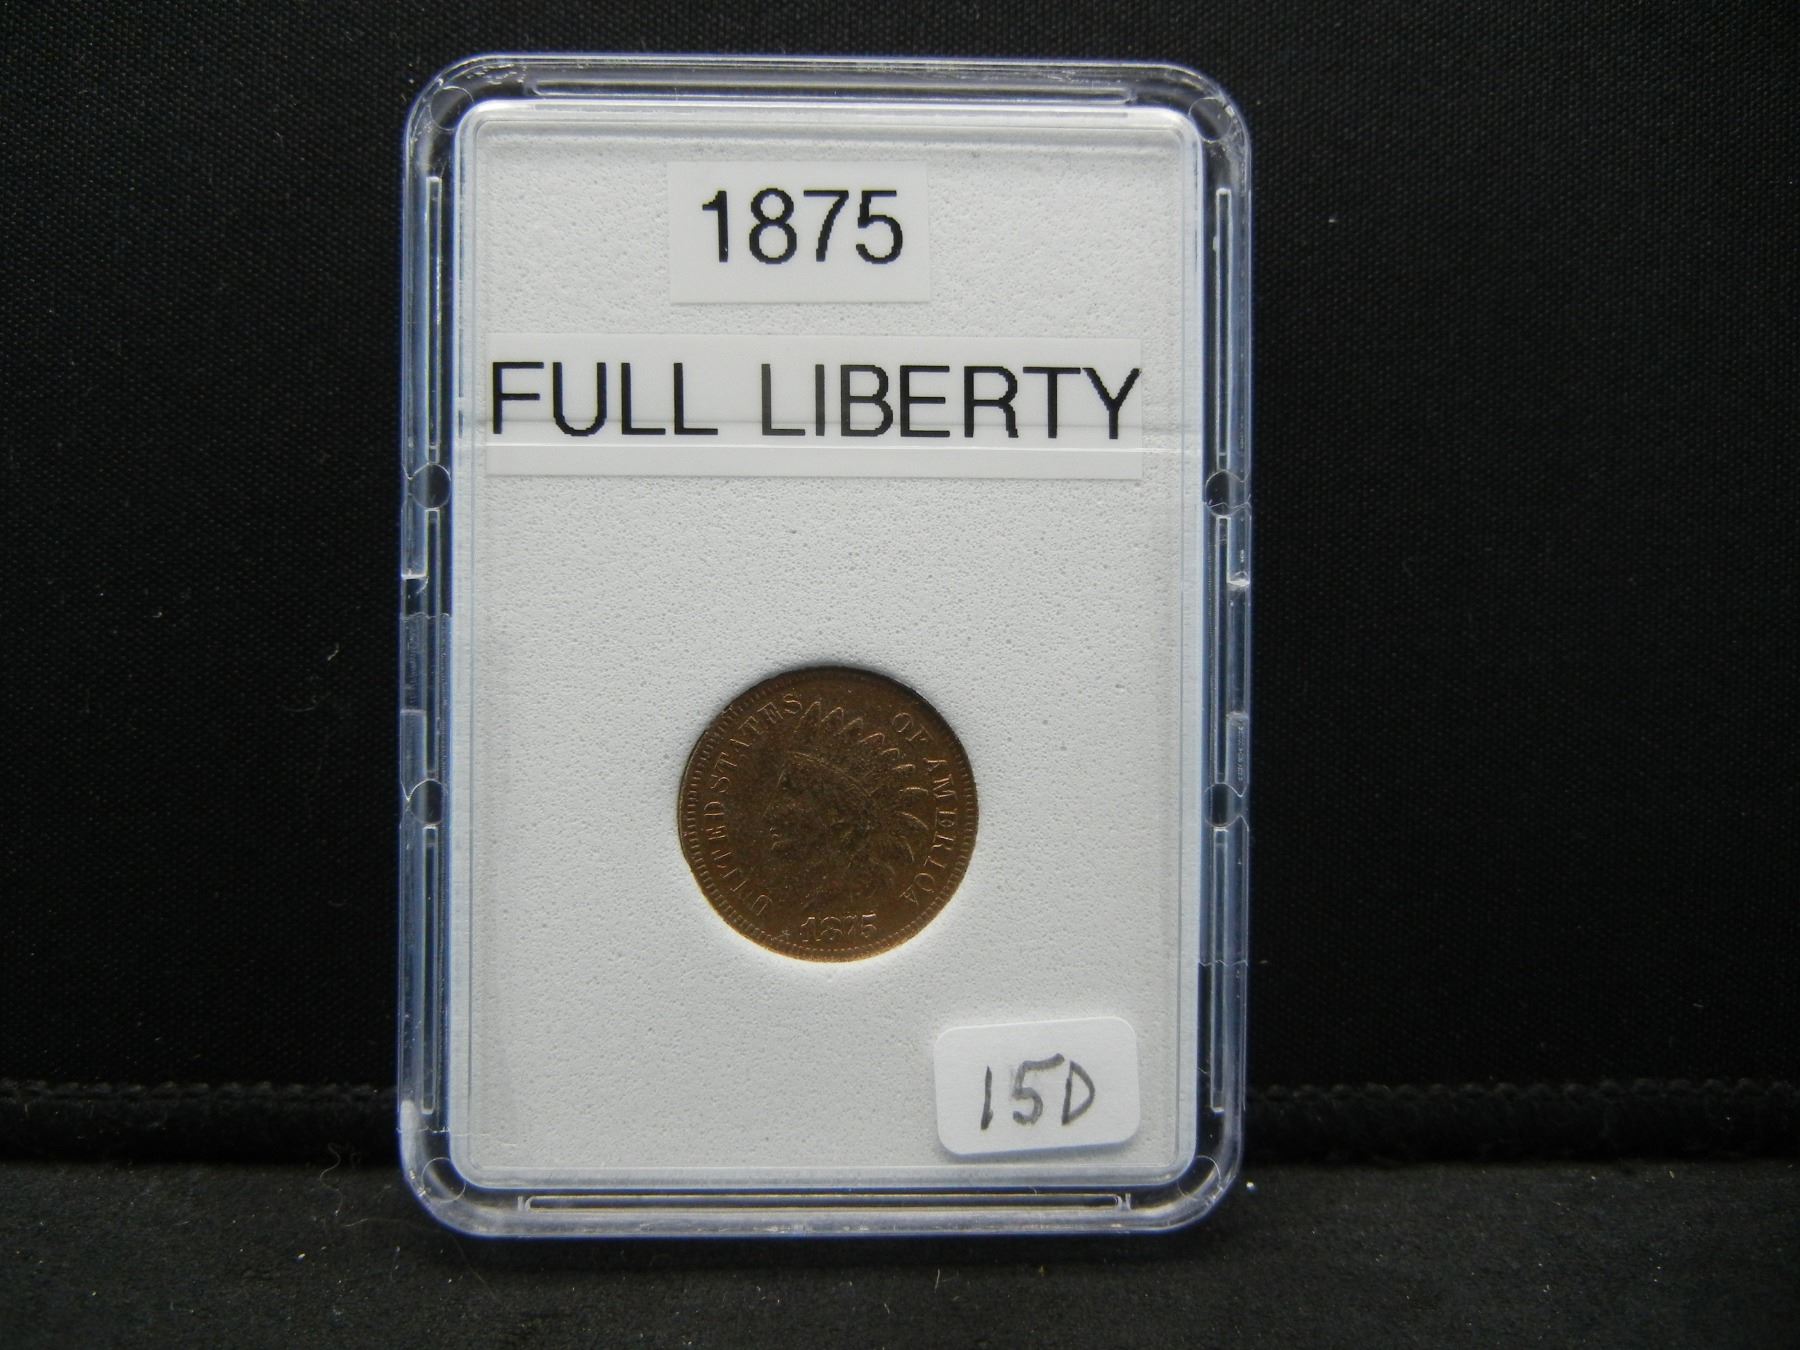 1875
FULL LIBERTY
UNITED STATES OF AMERICA
1875
15D